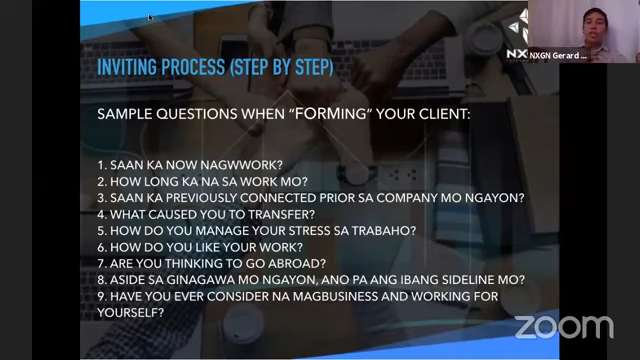 NXGN Gerard ...
INVITING PROCESS (STEP BY STEP)
SAMPLE QUESTIONS WHEN "FORMING" YOUR CLIENT:
1. SAAN KA NOW NAGWWORK?
2. HOW LONG KA NA SA WORK MO?
3. SAAN KA PREVIOUSLY CONNECTED PRIOR SA COMPANY MO NGAYON?
4. WHAT CAUSED YOU TO TRANSFER?
5. HOW DO YOU MANAGE YOUR STRESS SA TRABAHO?
6. HOW DO YOU LIKE YOUR WORK?
7. ARE YOU THINKING TO GO ABROAD?
8. ASIDE SA GINAGAWA MO NGAYON, ANO PA ANG IBANG SIDELINE MO?
9. HAVE YOU EVER CONSIDER NA MAGBUSINESS AND WORKING FOR
YOURSELF?
zoom